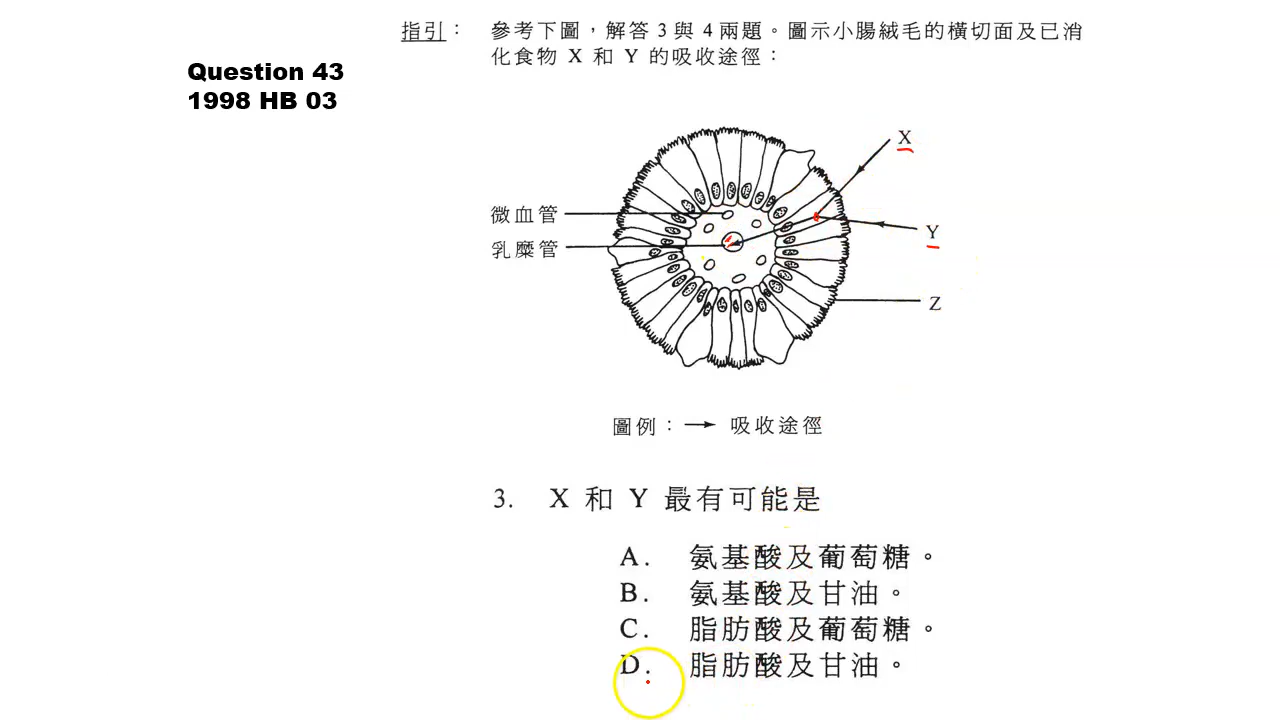 指引： 參考下圖，解答 3 與 4 兩題。圖示小腸絨毛的橫切面及已消
化食物 X 和 Y 的吸收途徑：
Question 43
1998 HB 03
X
微血管
Y
乳糜管
Z
圖例： → 吸收途徑
3. X 和 Y 最有可能是
A. 氨基酸及葡萄糖。
B. 氨基酸及甘油。
C. 脂肪酸及葡萄糖。
D. 脂肪酸及甘油。